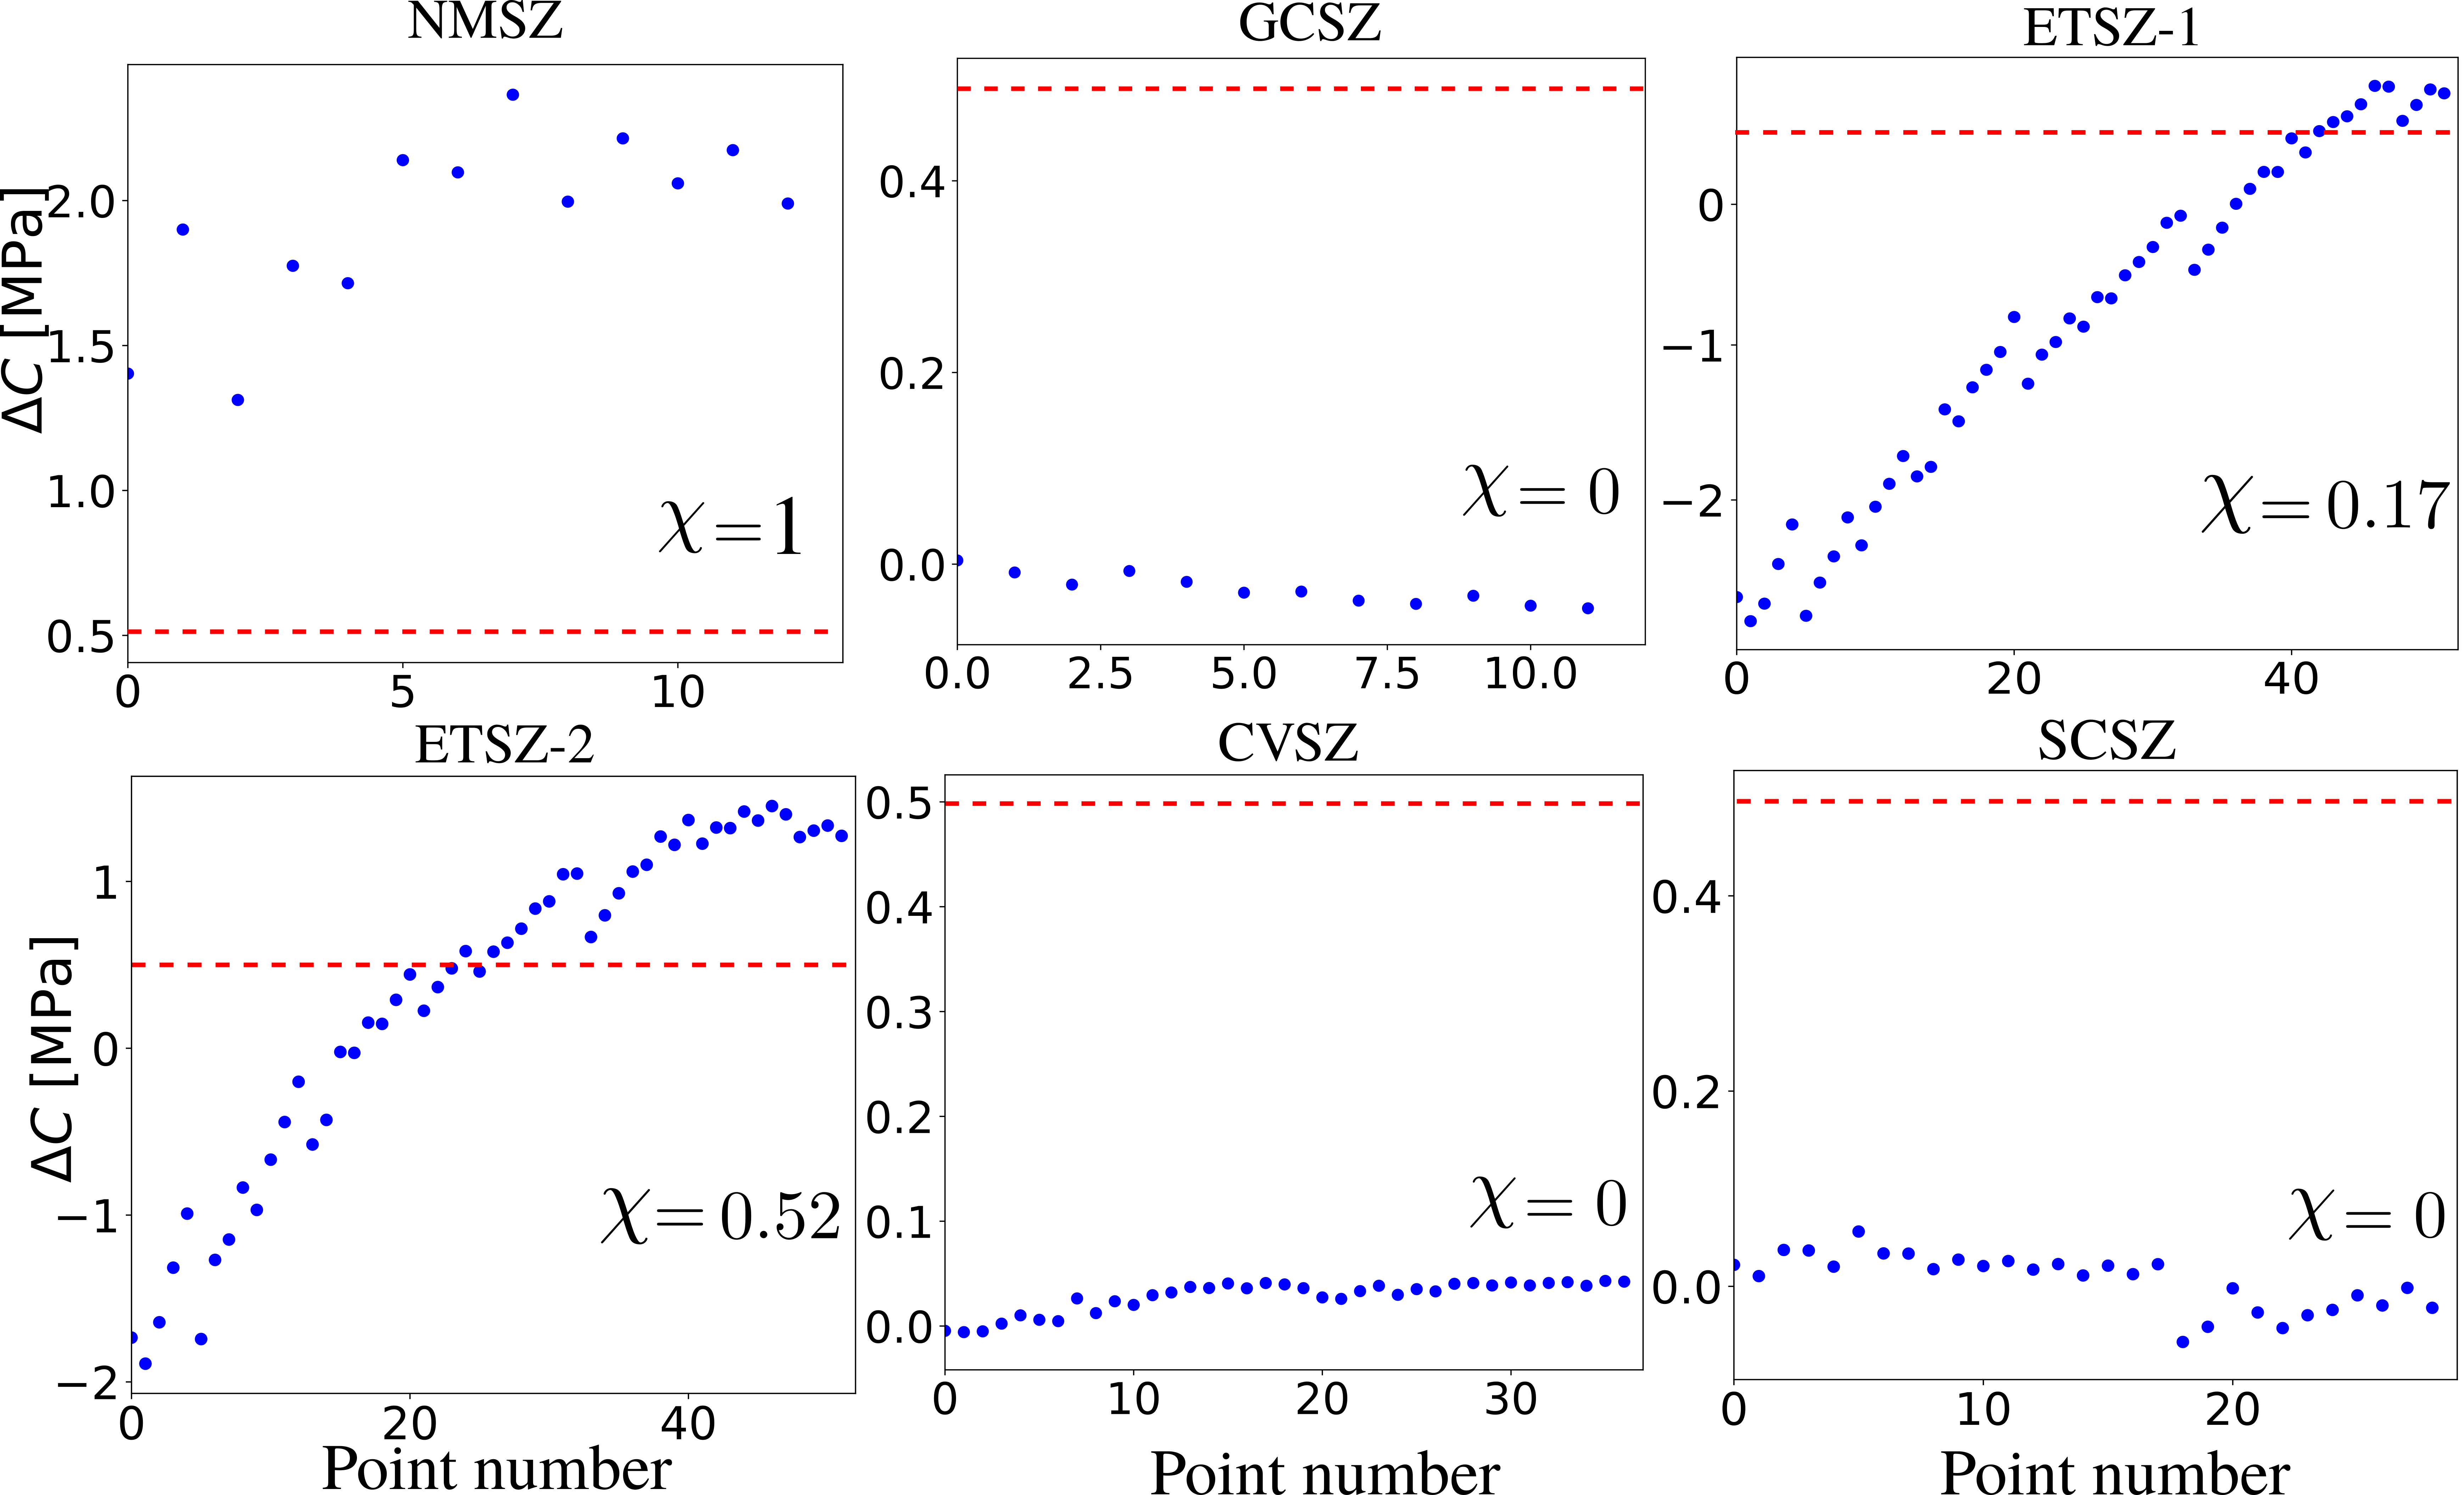 NMSZ
ΔC [MPa]
2.0
1.5
1.0
0.5
χ=1
0 5 10
GCSZ
0.4
0.2
0.0
χ= 0
0.0 2.5 5.0 7.5 10.0
ETSZ-1
0
−1
−2
χ= 0.17
0 20 40
ETSZ-2
ΔC [MPa]
1
0
−1
−2
χ= 0.52
0 20 40
Point number
CVSZ
0.5
0.4
0.3
0.2
0.1
0.0
χ= 0
0 10 20 30
Point number
SCSZ
0.4
0.2
0.0
χ= 0
0 10 20
Point number